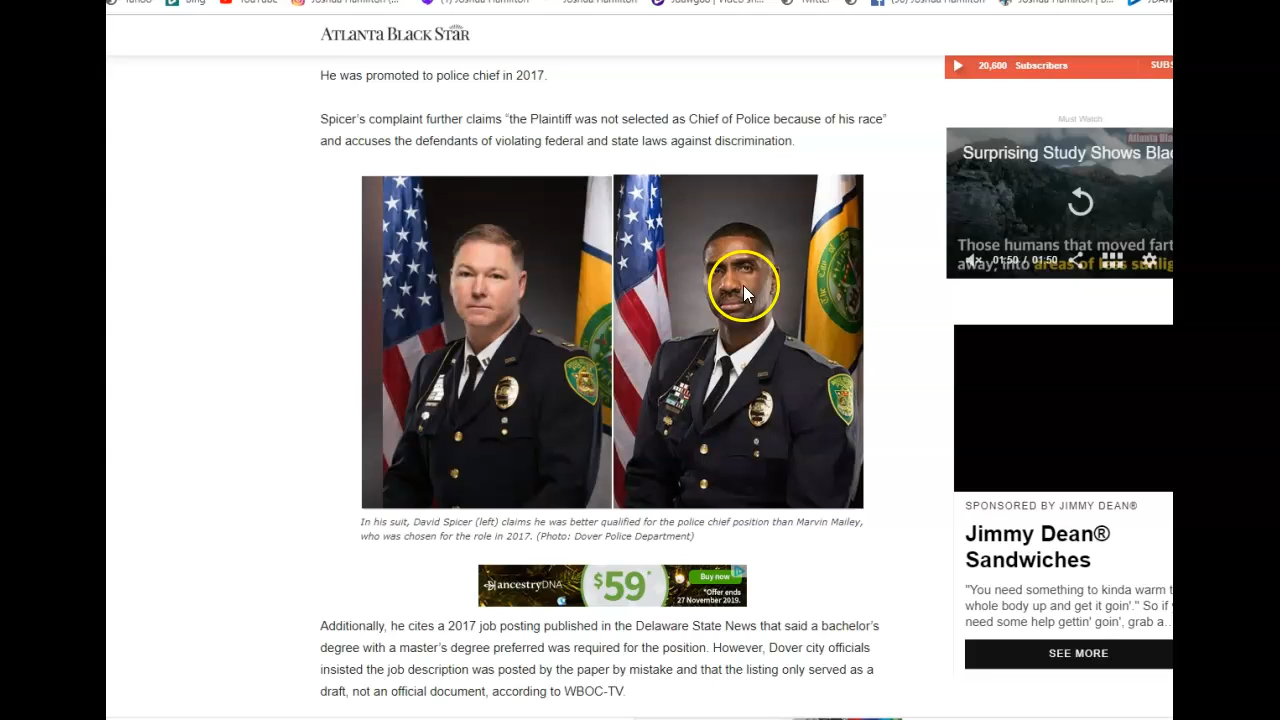 ATLANTA BLACK STAR
He was promoted to police chief in 2017.
20,600 Subscribers
Spicer's complaint further claims “the Plaintiff was not selected as Chief of Police because of his race”
and accuses the defendants of violating federal and state laws against discrimination.
Must Watch
Surprising Study Shows
Those humans that moved
away, into areas of
01:50 / 01:50
In his suit, David Spicer (left) claims he was better qualified for the police chief position than Marvin Mailey,
who was chosen for the role in 2017. (Photo: Dover Police Department)
SPONSORED BY JIMMY DEAN®
Jimmy Dean®
Sandwiches
"You need something to kinda warm
whole body up and get it goin'." So if
need some help gettin' goin', grab a...
SEE MORE
ancestryDNA
$59*
Buy now
*Offer ends
27 November 2019.
Additionally, he cites a 2017 job posting published in the Delaware State News that said a bachelor's
degree with a master's degree preferred was required for the position. However, Dover city officials
insisted the job description was posted by the paper by mistake and that the listing only served as a
draft, not an official document, according to WBOC-TV.